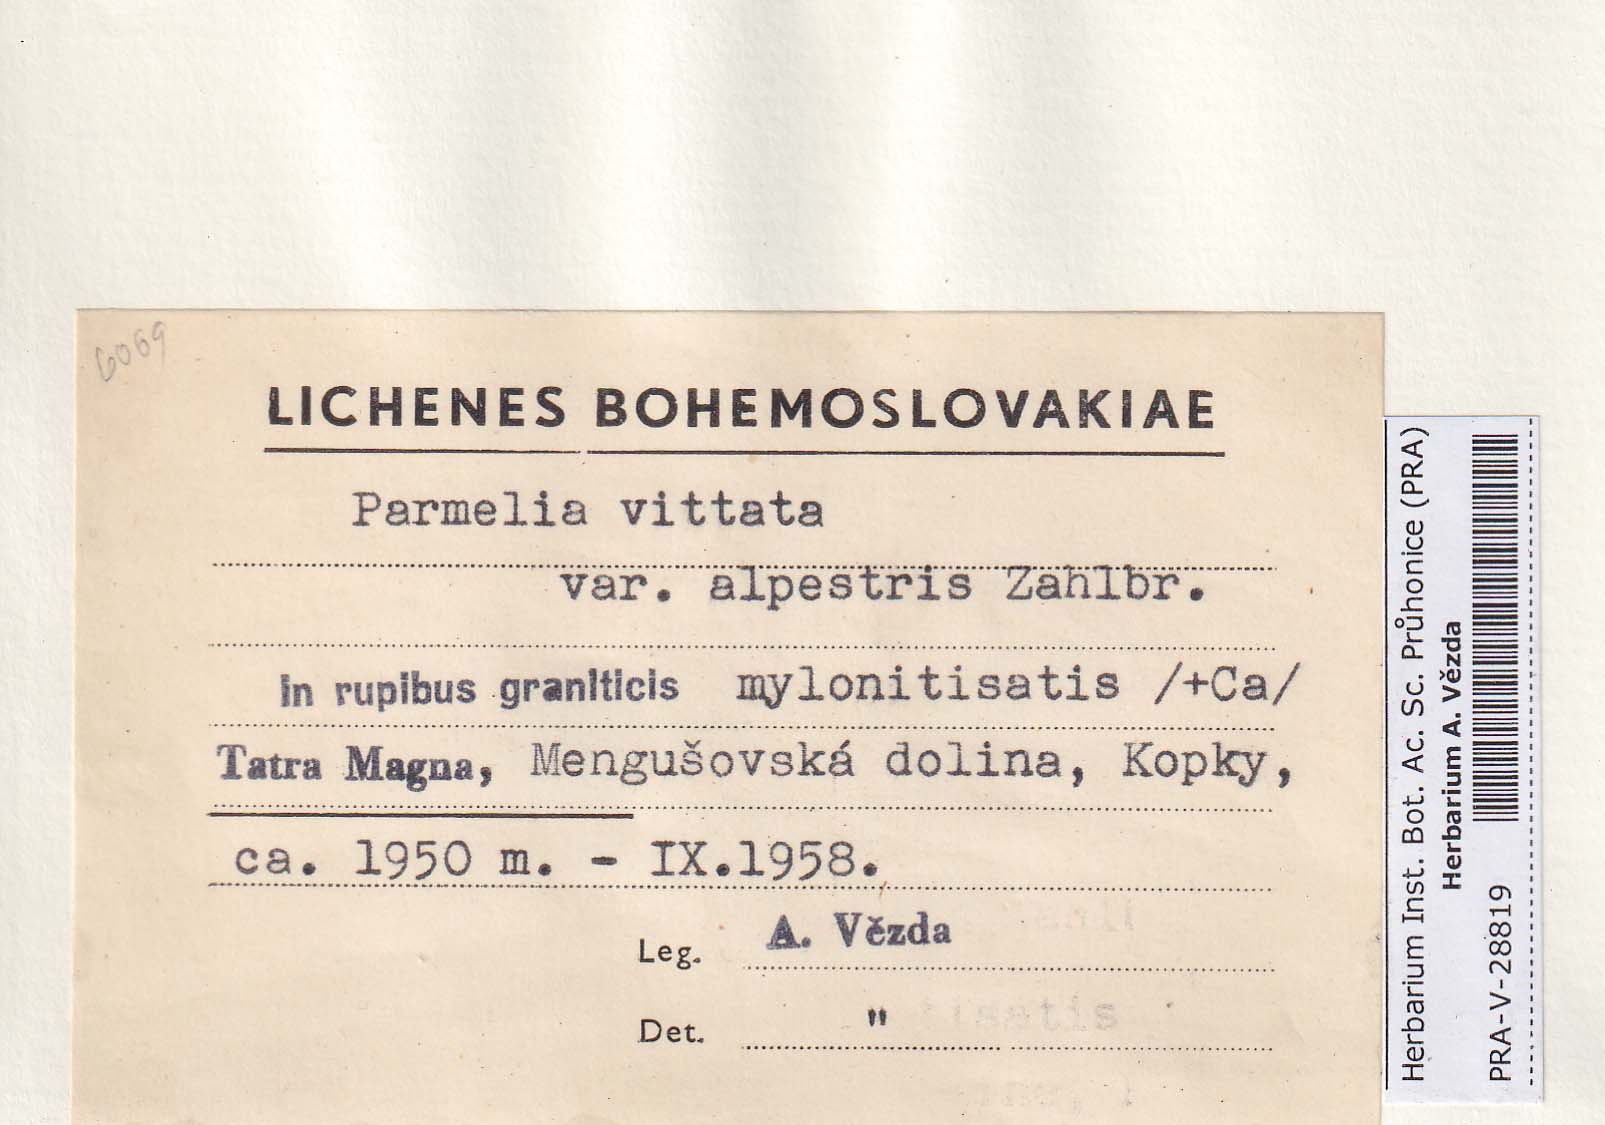 6069
LICHENES BOHEMOSLOVAKIAE
Parmelia vittata
var. alpestris Zahlbr.
in rupibus graniticis mylonitisatis /+Ca/
Tatra Magna, Mengušovská dolina, Kopky,
ca. 1950 m. - IX.1958.
Leg. A. Vězda
Det. "
Herbarium Inst. Bot. Ac. Sc. Průhonice (PRA)
Herbarium A. Vězda
PRA-V-28819